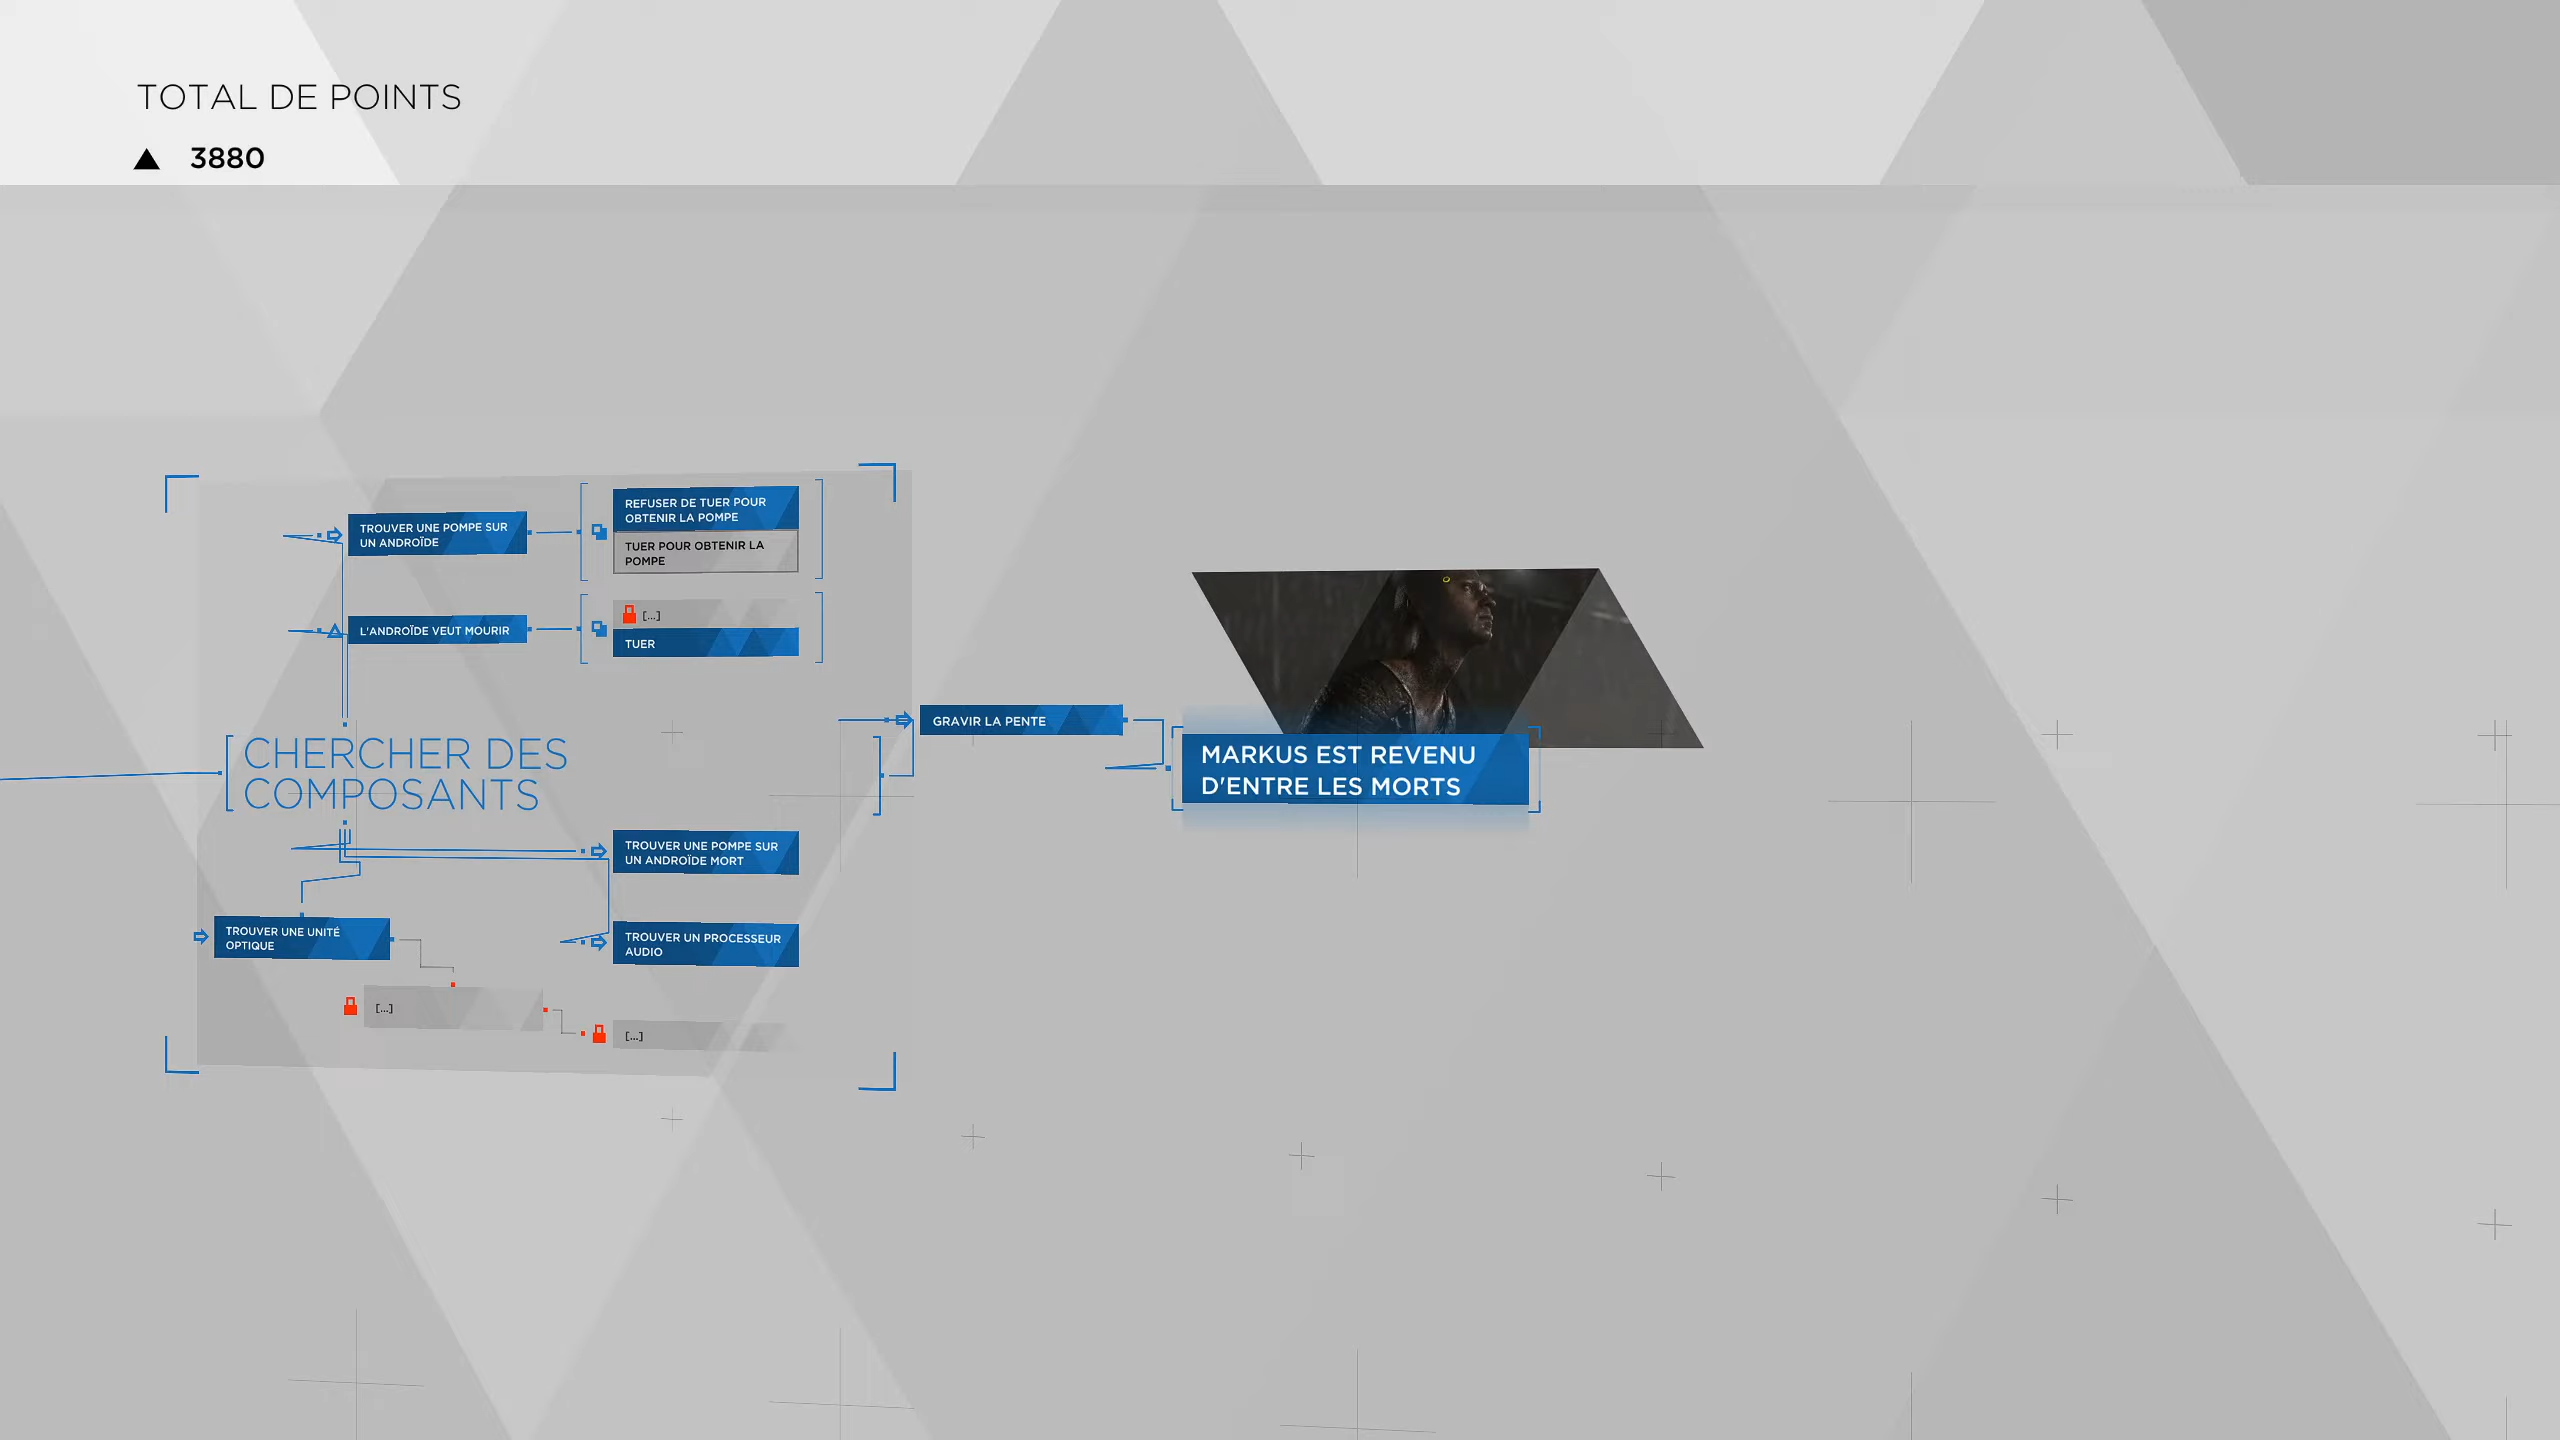 TOTAL DE POINTS
3880
TROUVER UNE POMPE SUR
UN ANDROÏDE
REFUSER DE TUER POUR
OBTENIR LA POMPE
TUER POUR OBTENIR LA
POMPE
L'ANDROÏDE VEUT MOURIR
[...]
TUER
CHERCHER DES
COMPOSANTS
GRAVIR LA PENTE
MARKUS EST REVENU
D'ENTRE LES MORTS
TROUVER UNE POMPE SUR
UN ANDROÏDE MORT
TROUVER UNE UNITÉ
OPTIQUE
TROUVER UN PROCESSEUR
AUDIO
[...]
[...]